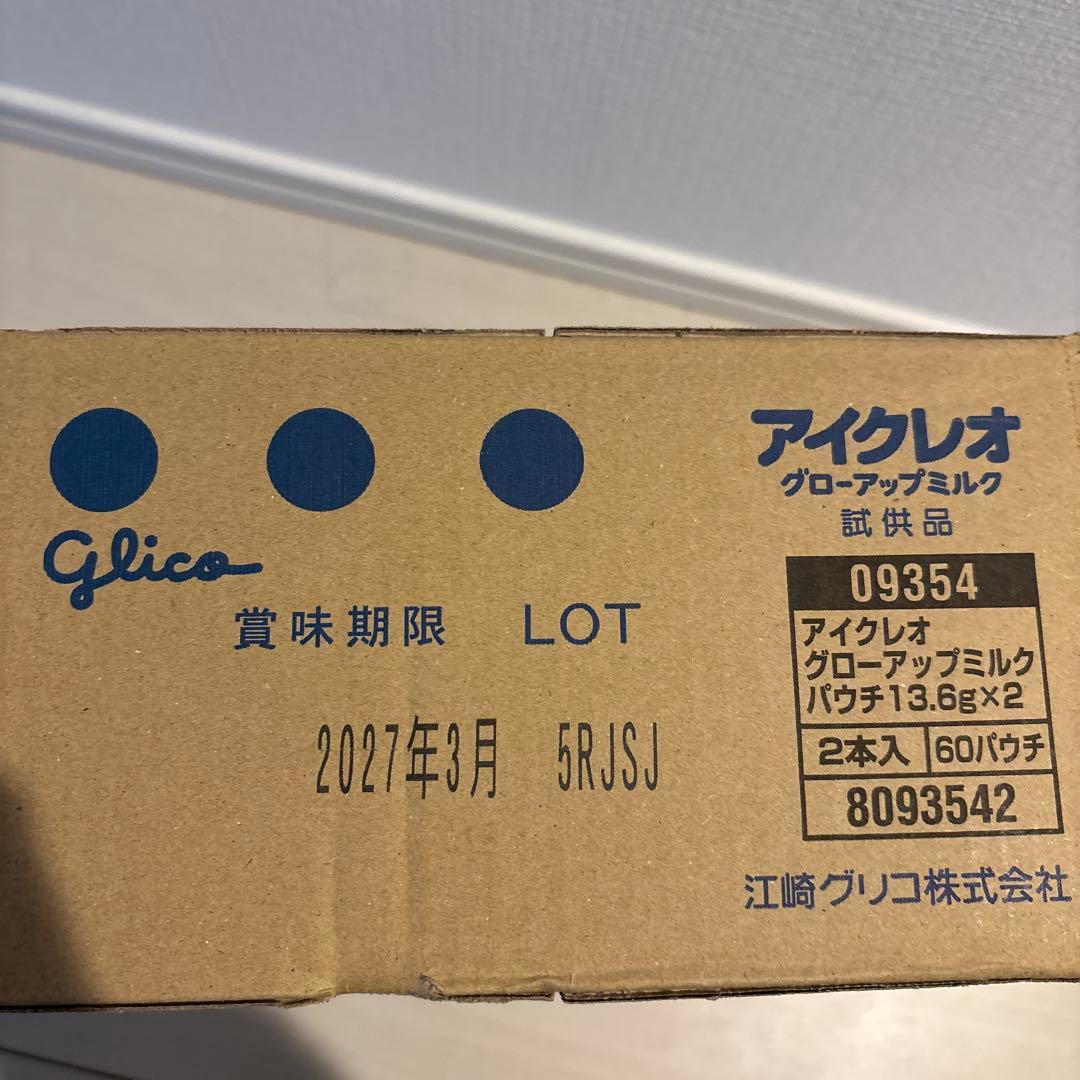 Glico
賞味期限 LOT
2027年3月 5RJSJ
アイクレオ
グローアップミルク
試供品
09354
アイクレオ
グローアップミルク
パウチ13.6g×2
2本入 60パウチ
8093542
江崎グリコ株式会社